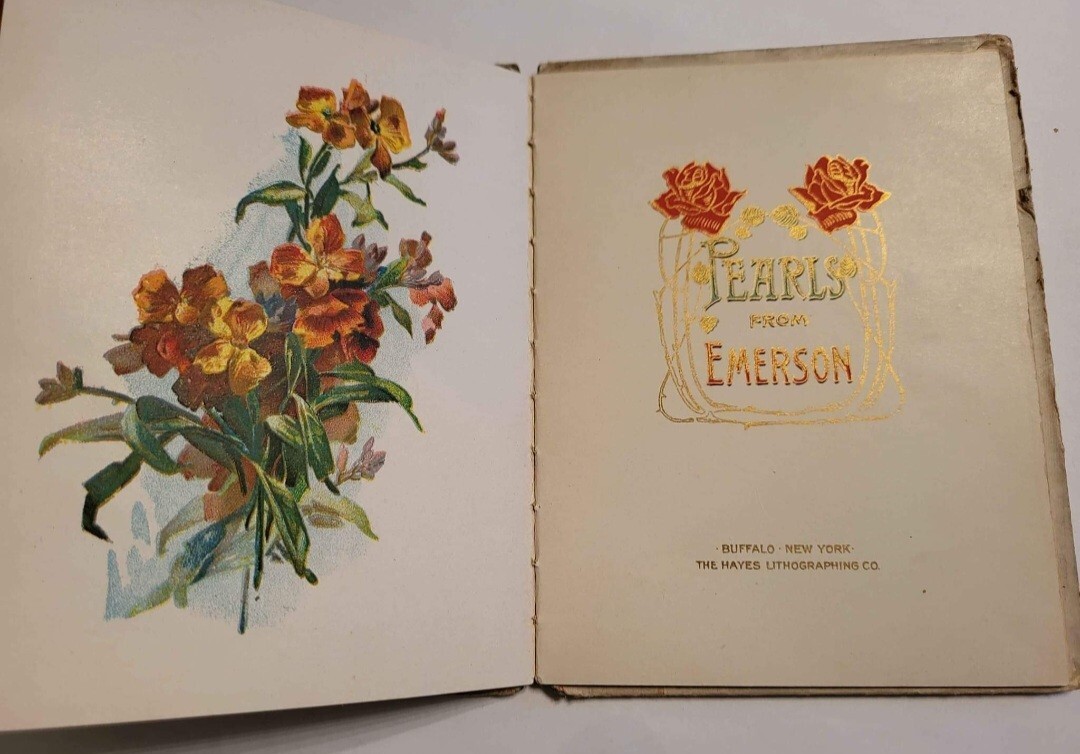 PEARLS
FROM
EMERSON
· BUFFALO · NEW YORK ·
THE HAYES LITHOGRAPHING CO.